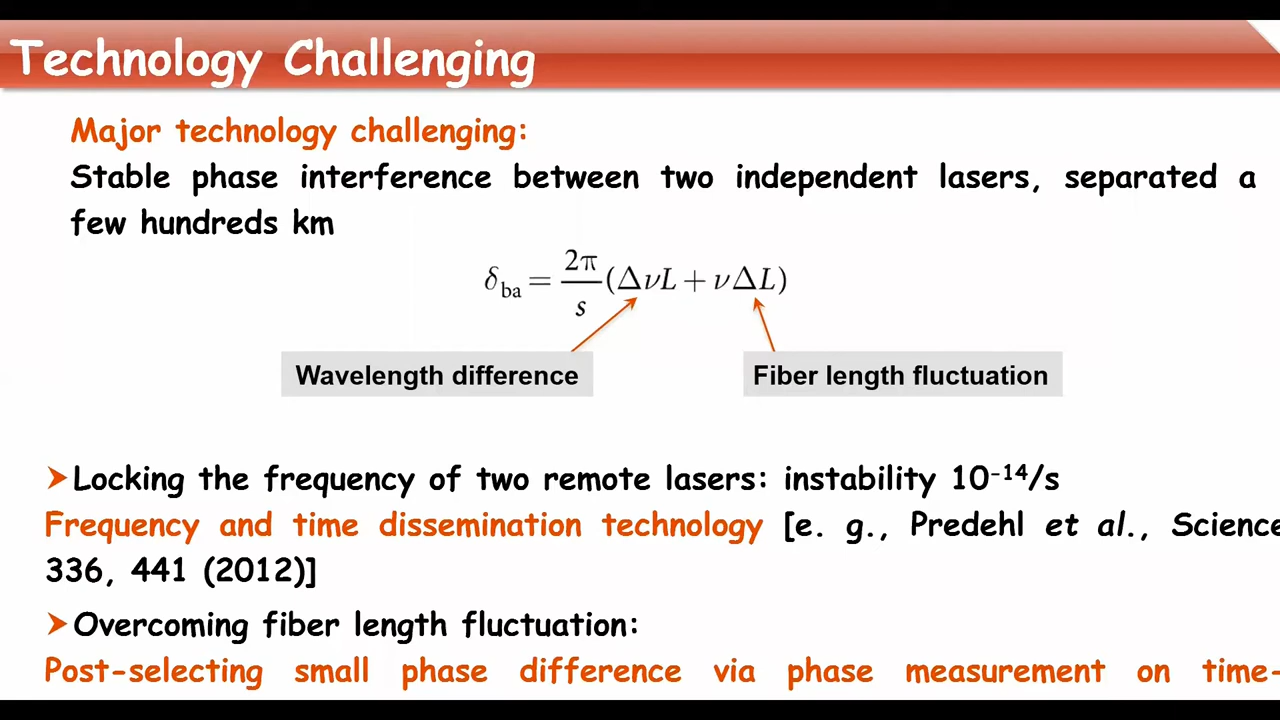 Technology Challenging
Major technology challenging:
Stable phase interference between two independent lasers, separated a
few hundreds km
δ_ba = 2π/s (ΔνL + νΔL)
Wavelength difference
Fiber length fluctuation
➤Locking the frequency of two remote lasers: instability 10⁻¹⁴/s
Frequency and time dissemination technology [e. g., Predehl et al., Science
336, 441 (2012)]
➤Overcoming fiber length fluctuation:
Post-selecting small phase difference via phase measurement on time-